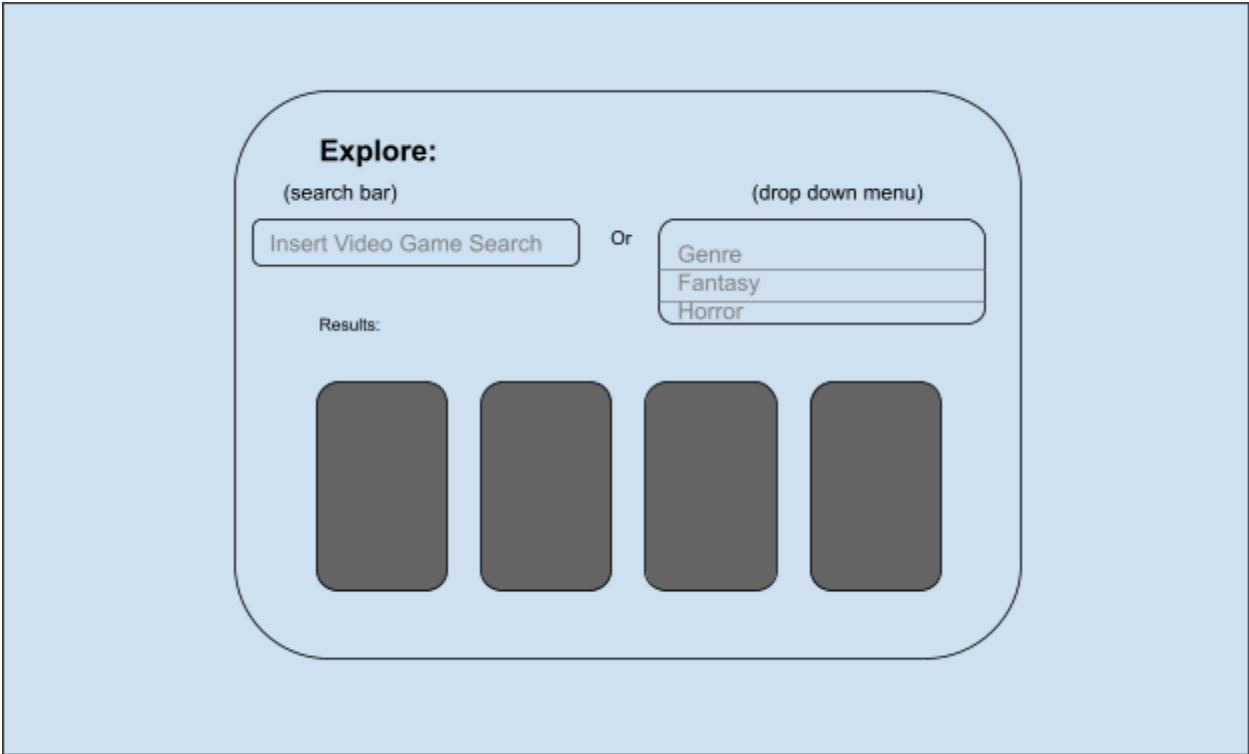 Explore:
(search bar)
(drop down menu)
Insert Video Game Search
Or
Genre
Fantasy
Horror
Results: